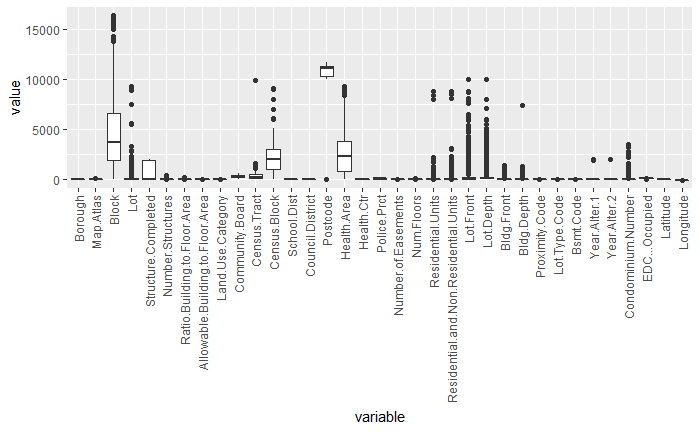 value
15000
10000
5000
0
Borough
Map.Atlas
Block
Lot
Structure.Completed
Number.Structures
Ratio.Building.to.Floor.Area
Allowable.Building.to.Floor.Area
Land.Use.Category
Community.Board
Census.Tract
Census.Block
School.Dist
Council.District
Postcode
Health.Area
Health.Ctr
Police.Prct
Number.of.Easements
Num.Floors
Residential.Units
Residential.and.Non.Residential.Units
Lot.Front
Lot.Depth
Bldg.Front
Bldg.Depth
Proximity.Code
Lot.Type.Code
Bsmt.Code
Year.Alter.1
Year.Alter.2
Condominium.Number
EDC...Occupied
Latitude
Longitude
variable